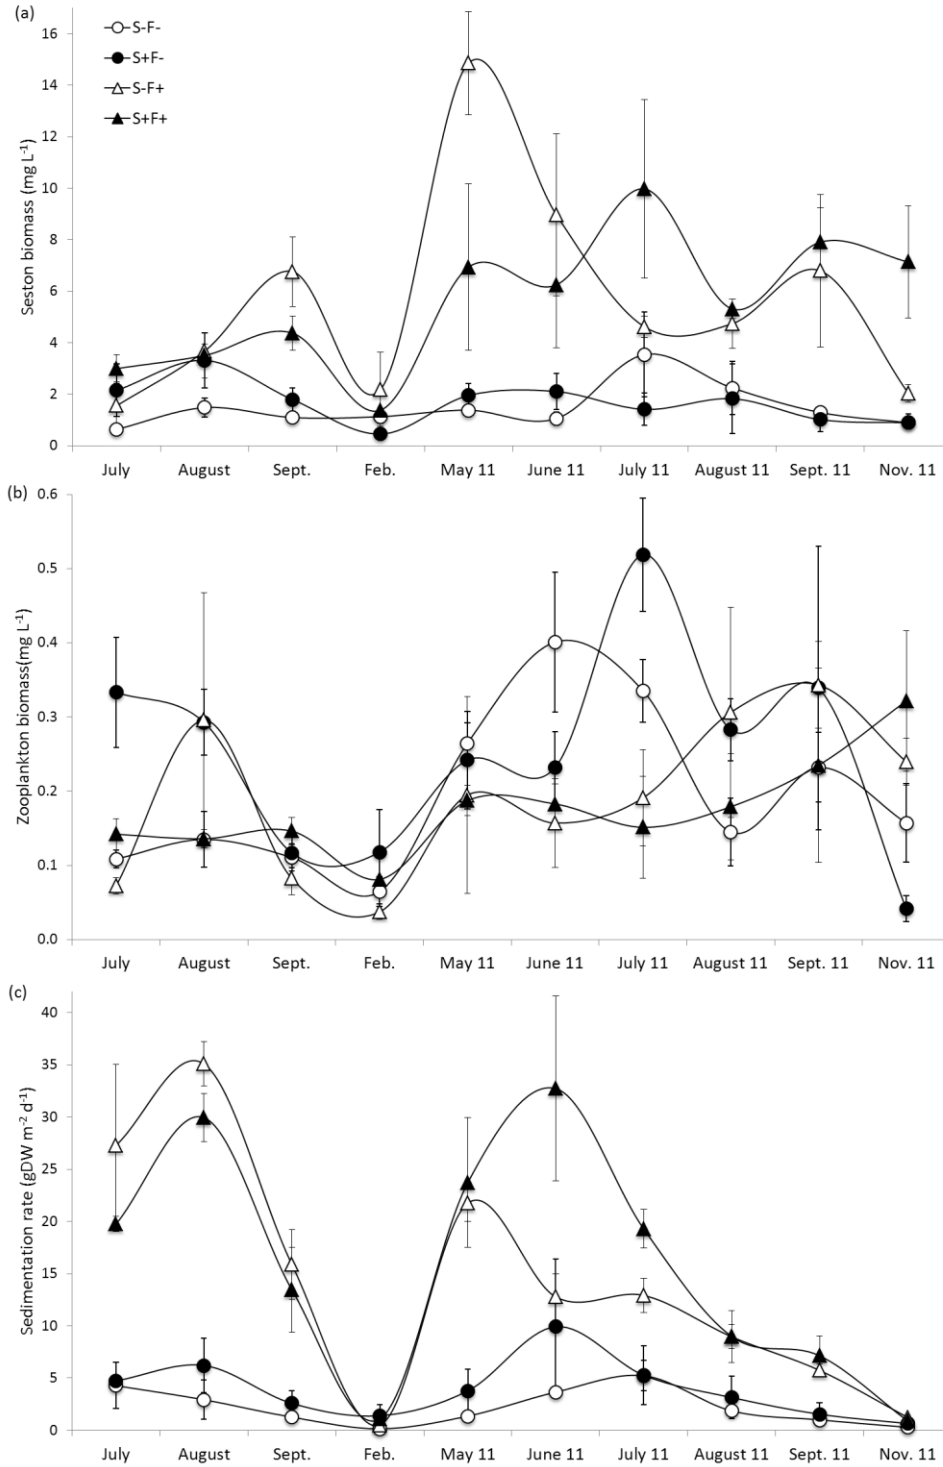 (a)
S-F-
S+F-
S-F+
S+F+
Seston biomass (mg L⁻¹)
16
14
12
10
8
6
4
2
0
July August Sept. Feb. May 11 June 11 July 11 August 11 Sept. 11 Nov. 11
(b)
Zooplankton biomass(mg L⁻¹)
0.6
0.5
0.4
0.3
0.2
0.1
0.0
July August Sept. Feb. May 11 June 11 July 11 August 11 Sept. 11 Nov. 11
(c)
Sedimentation rate (gDW m⁻² d⁻¹)
40
35
30
25
20
15
10
5
0
July August Sept. Feb. May 11 June 11 July 11 August 11 Sept. 11 Nov. 11